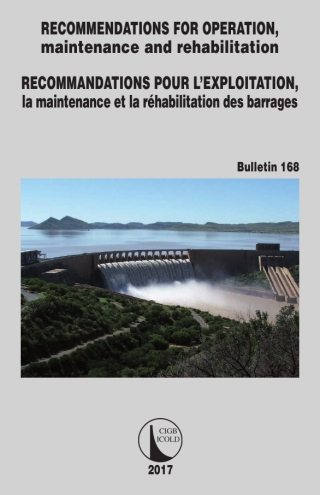 RECOMMENDATIONS FOR OPERATION,
maintenance and rehabilitation
RECOMMANDATIONS POUR L'EXPLOITATION,
la maintenance et la réhabilitation des barrages
Bulletin 168
CIGB
ICOLD
2017